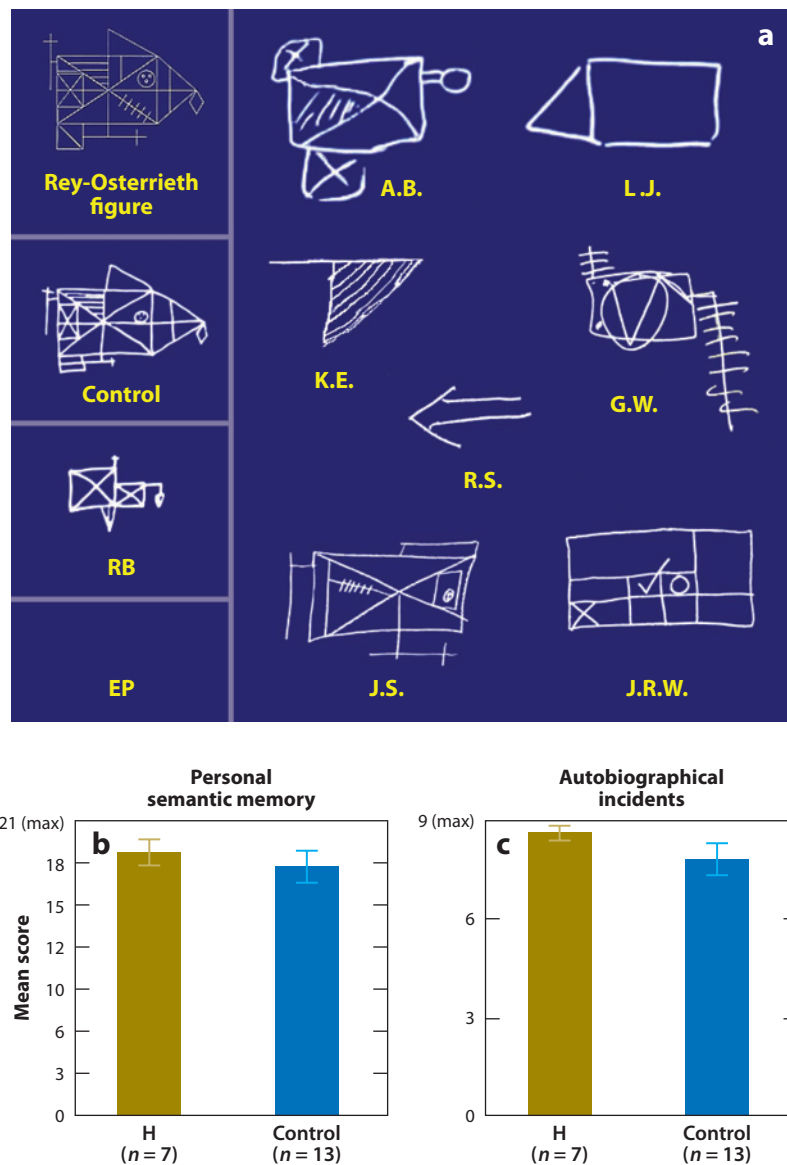 a
Rey-Osterrieth
figure
A.B.
L.J.
Control
K.E.
G.W.
R.S.
RB
EP
J.S.
J.R.W.
Personal
semantic memory
21 (max)
b
18
15
12
10
6
3
0
Mean score
H
(n = 7)
Control
(n = 13)
Autobiographical
incidents
9 (max)
c
6
3
0
H
(n = 7)
Control
(n = 13)